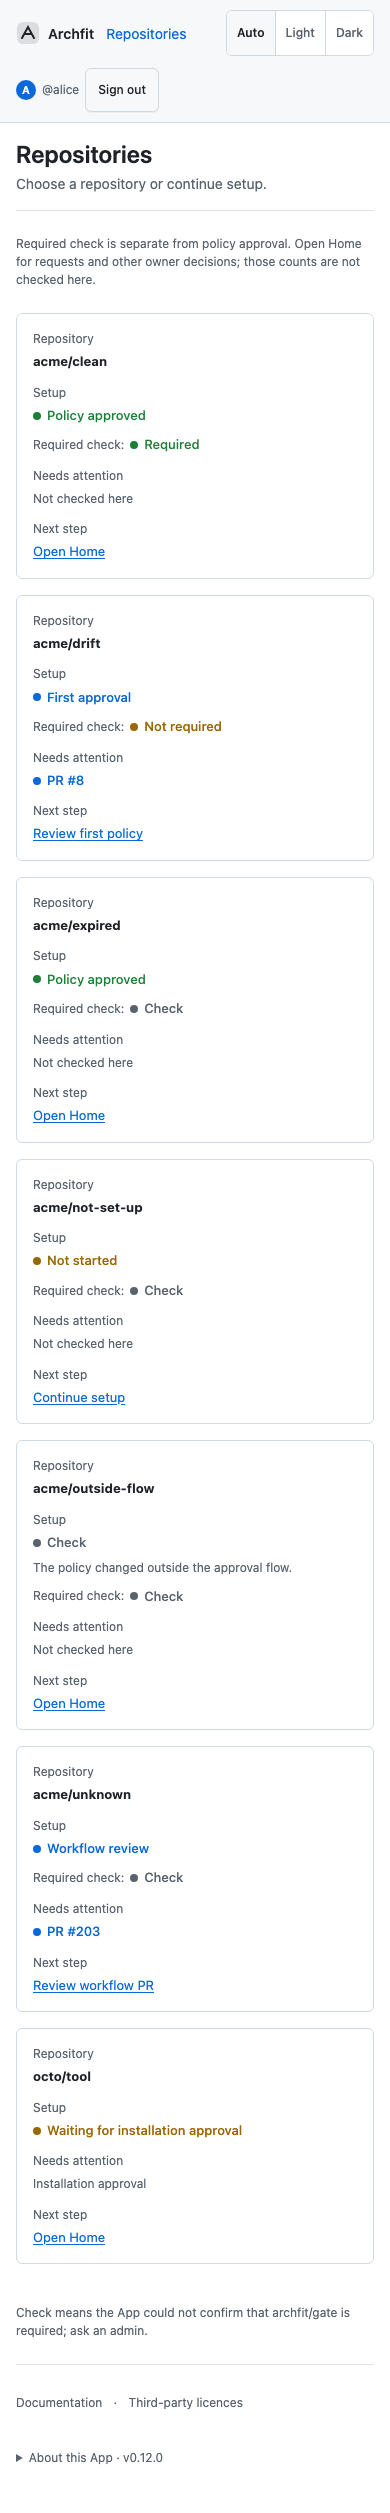 Archfit Repositories Auto Light Dark
A @alice Sign out
Repositories
Choose a repository or continue setup.
Required check is separate from policy approval. Open Home
for requests and other owner decisions; those counts are not
checked here.
Repository
acme/clean
Setup
Policy approved
Required check: Required
Needs attention
Not checked here
Next step
Open Home
Repository
acme/drift
Setup
First approval
Required check: Not required
Needs attention
PR #8
Next step
Review first policy
Repository
acme/expired
Setup
Policy approved
Required check: Check
Needs attention
Not checked here
Next step
Open Home
Repository
acme/not-set-up
Setup
Not started
Required check: Check
Needs attention
Not checked here
Next step
Continue setup
Repository
acme/outside-flow
Setup
Check
The policy changed outside the approval flow.
Required check: Check
Needs attention
Not checked here
Next step
Open Home
Repository
acme/unknown
Setup
Workflow review
Required check: Check
Needs attention
PR #203
Next step
Review workflow PR
Repository
octo/tool
Setup
Waiting for installation approval
Needs attention
Installation approval
Next step
Open Home
Check means the App could not confirm that archfit/gate is
required; ask an admin.
Documentation · Third-party licences
About this App · v0.12.0